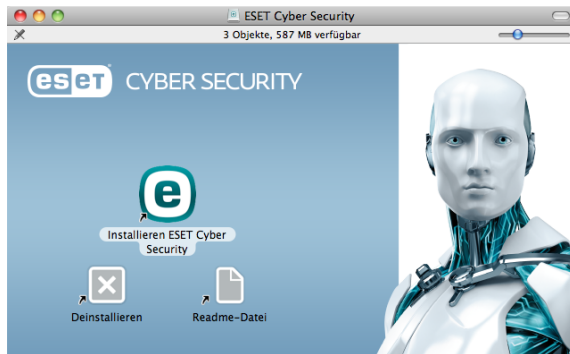 ESET Cyber Security
3 Objekte, 587 MB verfügbar
eset CYBER SECURITY
e
Installieren ESET Cyber
Security
Deinstallieren
Readme-Datei